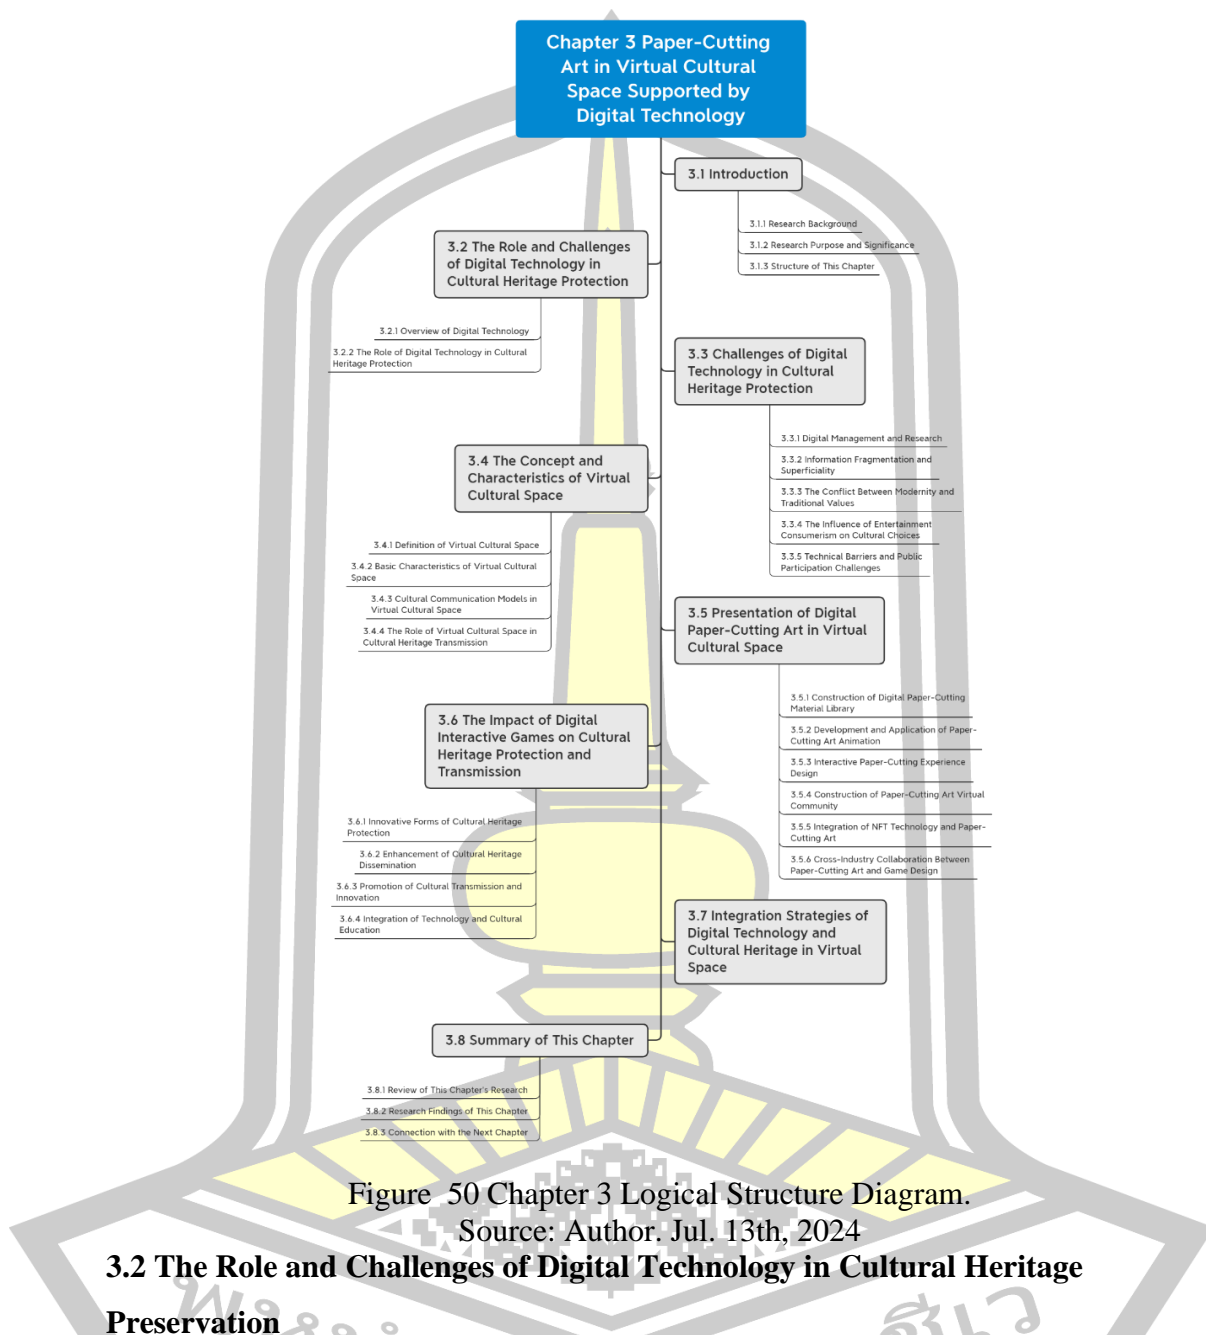 Chapter 3 Paper-Cutting
Art in Virtual Cultural
Space Supported by
Digital Technology
3.1 Introduction
3.1.1 Research Background
3.1.2 Research Purpose and Significance
3.1.3 Structure of This Chapter
3.2 The Role and Challenges
of Digital Technology in
Cultural Heritage Protection
3.2.1 Overview of Digital Technology
3.2.2 The Role of Digital Technology in Cultural
Heritage Protection
3.3 Challenges of Digital
Technology in Cultural
Heritage Protection
3.3.1 Digital Management and Research
3.3.2 Information Fragmentation and
Superficiality
3.3.3 The Conflict Between Modernity and
Traditional Values
3.3.4 The Influence of Entertainment
Consumerism on Cultural Choices
3.3.5 Technical Barriers and Public
Participation Challenges
3.4 The Concept and
Characteristics of Virtual
Cultural Space
3.4.1 Definition of Virtual Cultural Space
3.4.2 Basic Characteristics of Virtual Cultural
Space
3.4.3 Cultural Communication Models in
Virtual Cultural Space
3.4.4 The Role of Virtual Cultural Space in
Cultural Heritage Transmission
3.5 Presentation of Digital
Paper-Cutting Art in Virtual
Cultural Space
3.5.1 Construction of Digital Paper-Cutting
Material Library
3.5.2 Development and Application of Paper-
Cutting Art Animation
3.5.3 Interactive Paper-Cutting Experience
Design
3.5.4 Construction of Paper-Cutting Art Virtual
Community
3.5.5 Integration of NFT Technology and Paper-
Cutting Art
3.5.6 Cross-Industry Collaboration Between
Paper-Cutting Art and Game Design
3.6 The Impact of Digital
Interactive Games on Cultural
Heritage Protection and
Transmission
3.6.1 Innovative Forms of Cultural Heritage
Protection
3.6.2 Enhancement of Cultural Heritage
Dissemination
3.6.3 Promotion of Cultural Transmission and
Innovation
3.6.4 Integration of Technology and Cultural
Education
3.7 Integration Strategies of
Digital Technology and
Cultural Heritage in Virtual
Space
3.8 Summary of This Chapter
3.8.1 Review of This Chapter's Research
3.8.2 Research Findings of This Chapter
3.8.3 Connection with the Next Chapter
Figure 50 Chapter 3 Logical Structure Diagram.
Source: Author. Jul. 13th, 2024
3.2 The Role and Challenges of Digital Technology in Cultural Heritage
Preservation